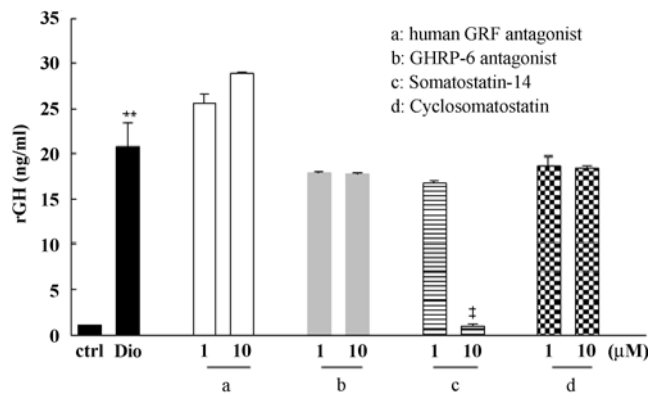 35
30
25
20
15
10
5
0
rGH (ng/ml)
a: human GRF antagonist
b: GHRP-6 antagonist
c: Somatostatin-14
d: Cyclosomatostatin
**
‡
ctrl Dio 1 10 1 10 1 10 1 10 (μM)
a b c d